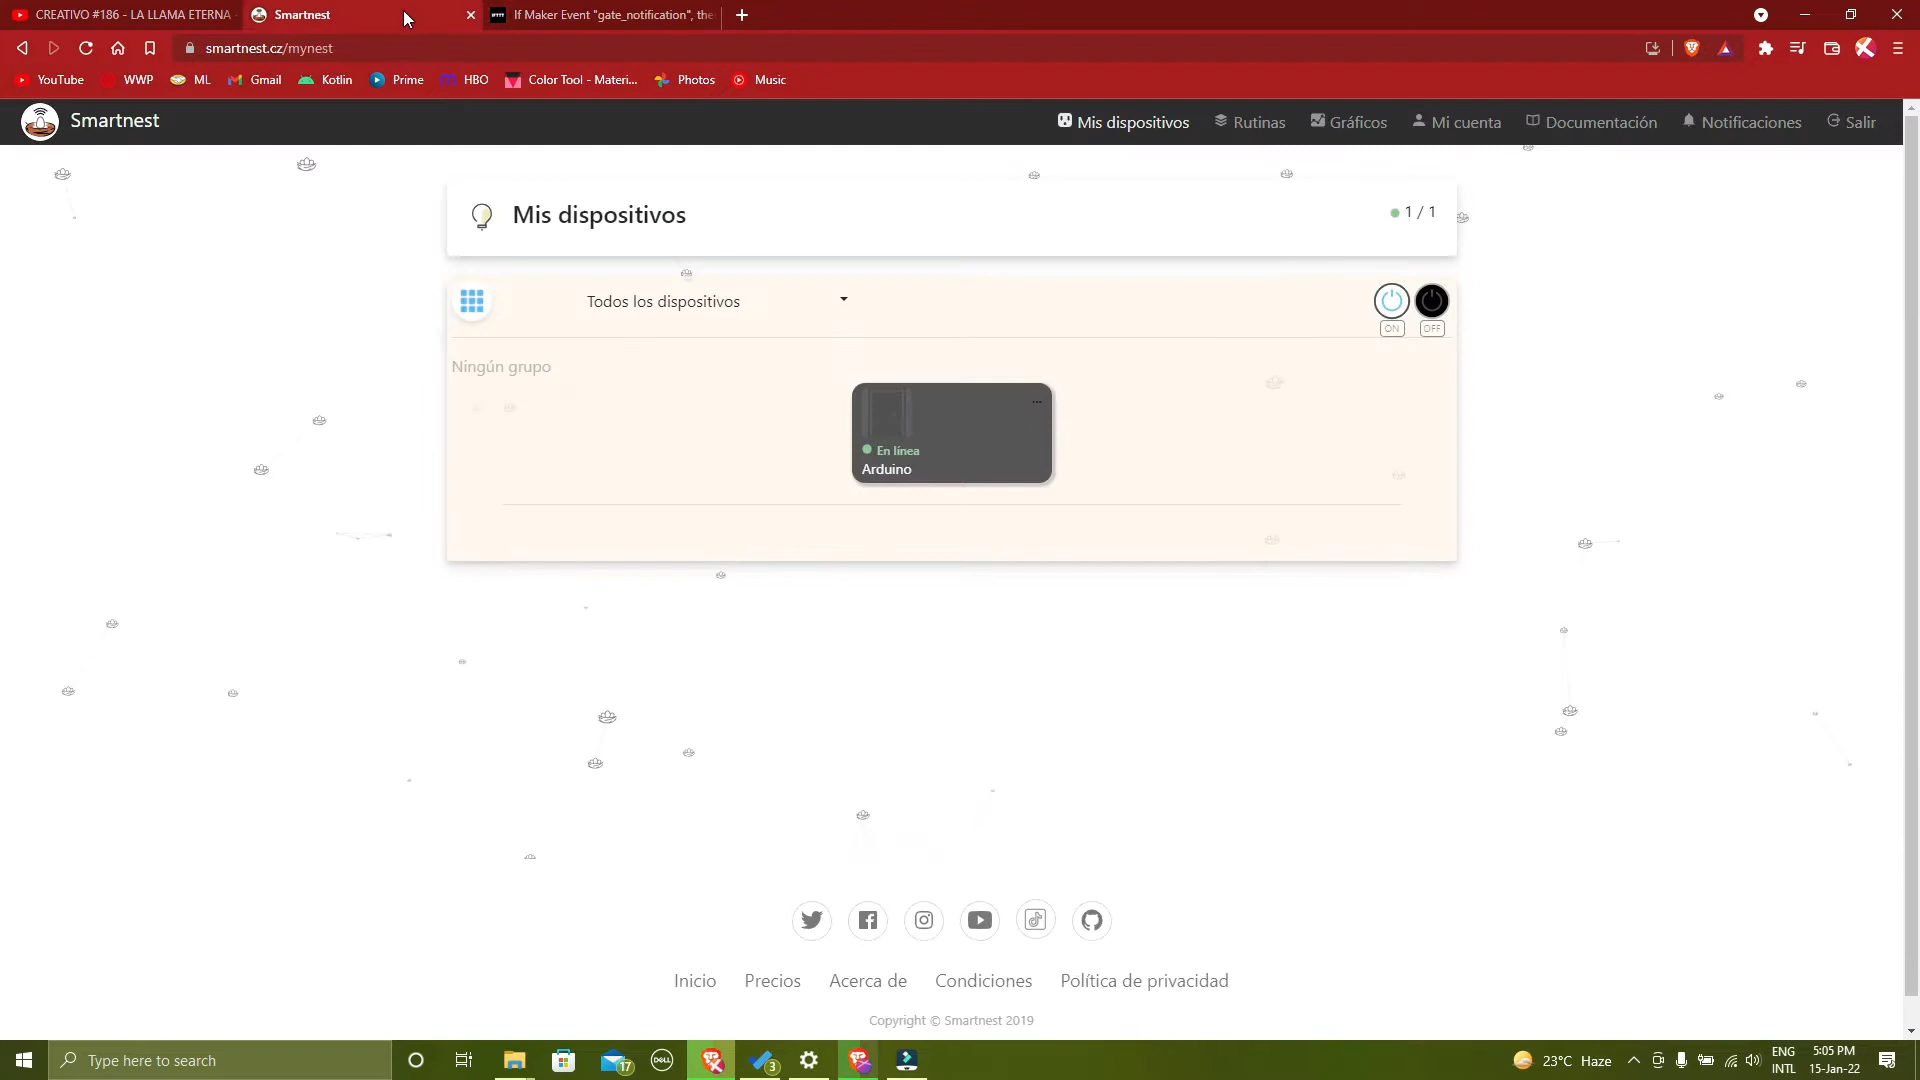 CREATIVO #186 - LA LLAMA ETERNA
Smartnest
If Maker Event "gate_notification", the
smartnest.cz/mynest
YouTube
WWP
ML
Gmail
Kotlin
Prime
HBO
Color Tool - Materi...
Photos
Music
Smartnest
Mis dispositivos
Rutinas
Gráficos
Mi cuenta
Documentación
Notificaciones
Salir
Mis dispositivos
1 / 1
Todos los dispositivos
ON
OFF
Ningún grupo
...
En línea
Arduino
Inicio
Precios
Acerca de
Condiciones
Política de privacidad
Copyright © Smartnest 2019
Type here to search
17
DELL
3
23°C Haze
ENG
INTL
5:05 PM
15-Jan-22